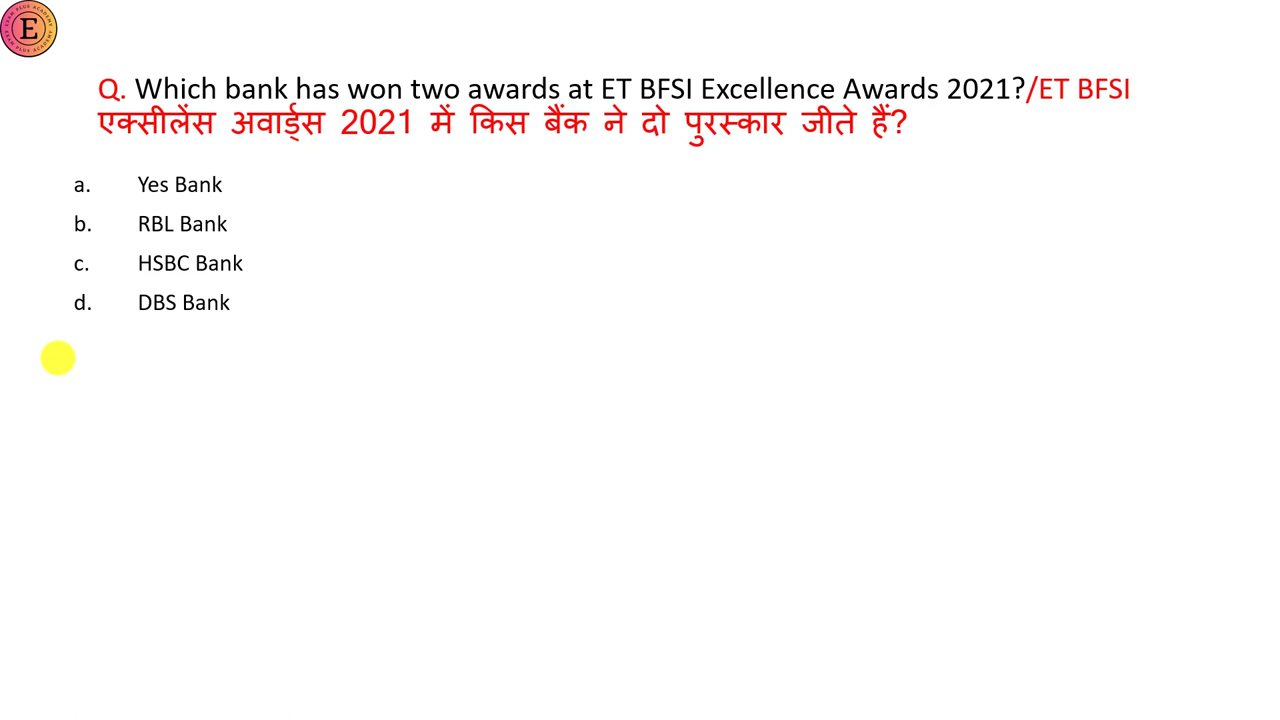 E
Q. Which bank has won two awards at ET BFSI Excellence Awards 2021?/ET BFSI
एक्सीलेंस अवार्ड्स 2021 में किस बैंक ने दो पुरस्कार जीते हैं?
a. Yes Bank
b. RBL Bank
c. HSBC Bank
d. DBS Bank